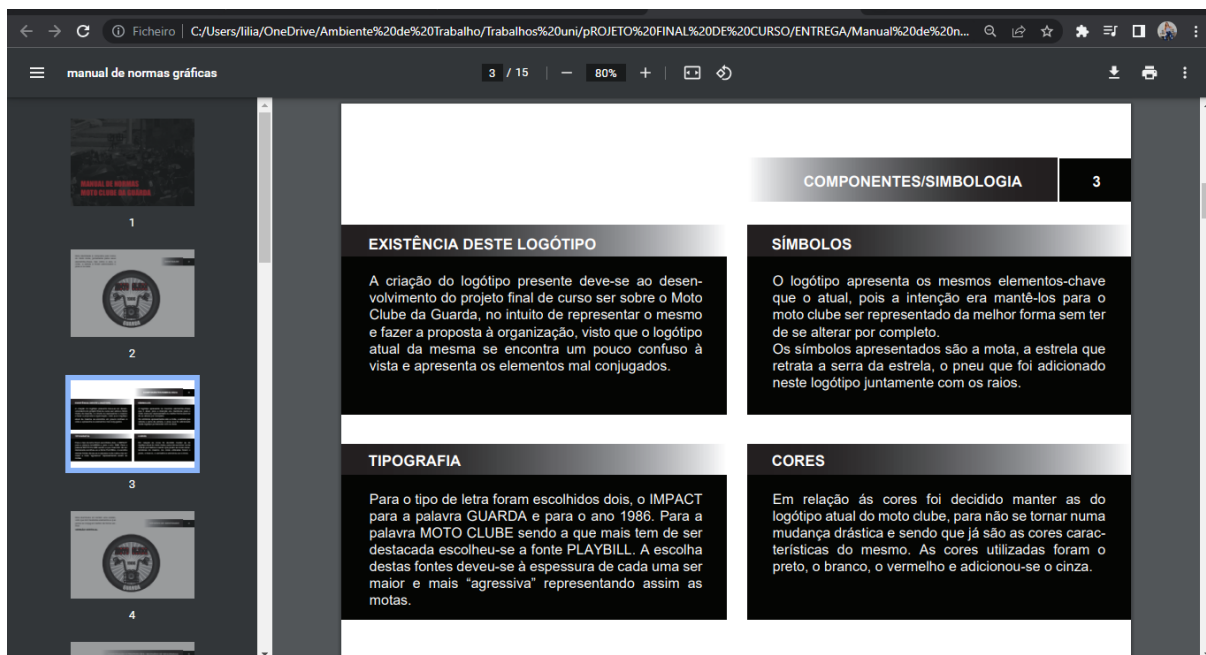 Ficheiro | C:/Users/lilia/OneDrive/Ambiente%20de%20Trabalho/Trabalhos%20uni/pROJETO%20FINAL%20DE%20CURSO/ENTREGA/Manual%20de%20n...
manual de normas gráficas
3 / 15
80%
MANUAL DE NORMAS
MOTO CLUBE DA GUARDA
1
2
3
4
COMPONENTES/SIMBOLOGIA 3
EXISTÊNCIA DESTE LOGÓTIPO
A criação do logótipo presente deve-se ao desen-
volvimento do projeto final de curso ser sobre o Moto
Clube da Guarda, no intuito de representar o mesmo
e fazer a proposta à organização, visto que o logótipo
atual da mesma se encontra um pouco confuso à
vista e apresenta os elementos mal conjugados.
SÍMBOLOS
O logótipo apresenta os mesmos elementos-chave
que o atual, pois a intenção era mantê-los para o
moto clube ser representado da melhor forma sem ter
de se alterar por completo.
Os símbolos apresentados são a mota, a estrela que
retrata a serra da estrela, o pneu que foi adicionado
neste logótipo juntamente com os raios.
TIPOGRAFIA
Para o tipo de letra foram escolhidos dois, o IMPACT
para a palavra GUARDA e para o ano 1986. Para a
palavra MOTO CLUBE sendo a que mais tem de ser
destacada escolheu-se a fonte PLAYBILL. A escolha
destas fontes deveu-se à espessura de cada uma ser
maior e mais “agressiva” representando assim as
motas.
CORES
Em relação ás cores foi decidido manter as do
logótipo atual do moto clube, para não se tornar numa
mudança drástica e sendo que já são as cores carac-
terísticas do mesmo. As cores utilizadas foram o
preto, o branco, o vermelho e adicionou-se o cinza.